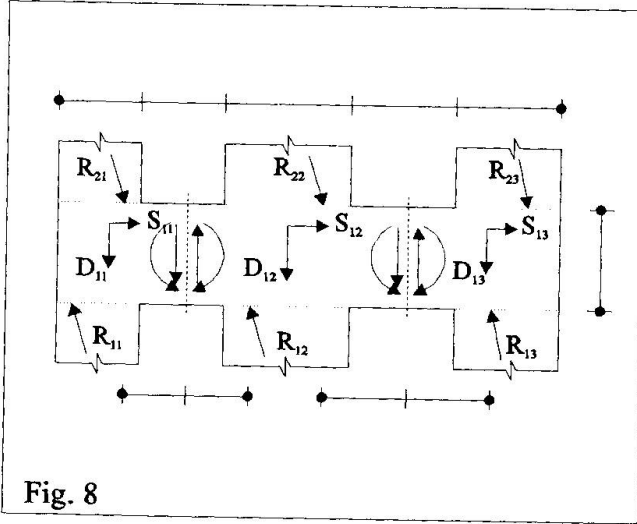 R₂₁ R₂₂ R₂₃
S₁₁ S₁₂ S₁₃
D₁₁ D₁₂ D₁₃
R₁₁ R₁₂ R₁₃
Fig. 8